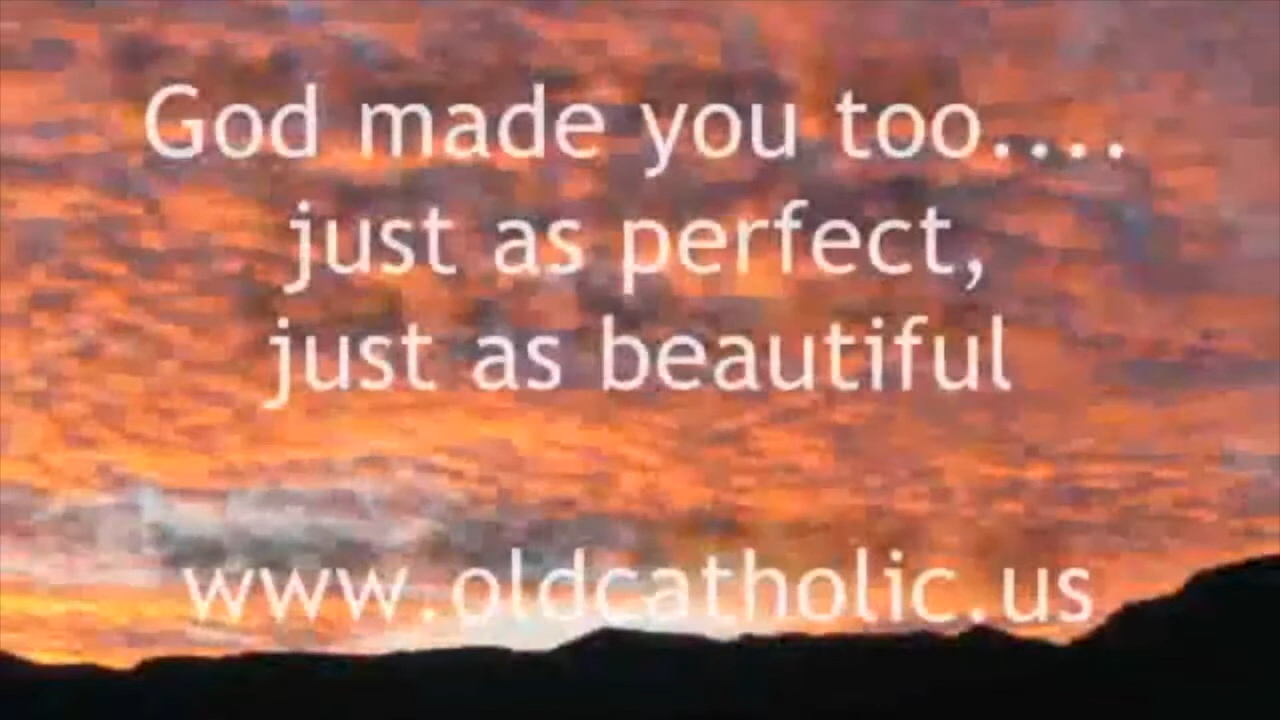 God made you too....
just as perfect,
just as beautiful
www.oldcatholic.us